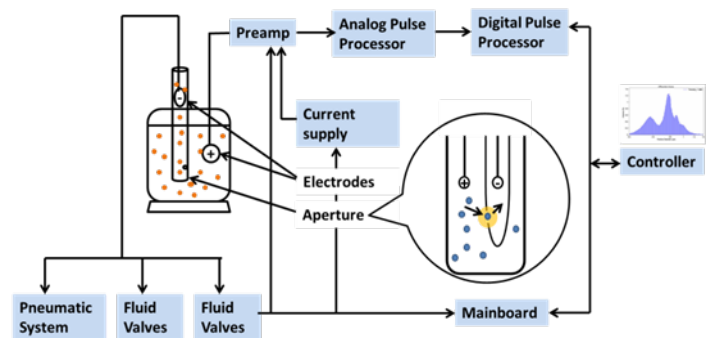 Preamp
Analog Pulse
Processor
Digital Pulse
Processor
Current
supply
Controller
Electrodes
Aperture
Pneumatic
System
Fluid
Valves
Fluid
Valves
Mainboard
-
+
+
-